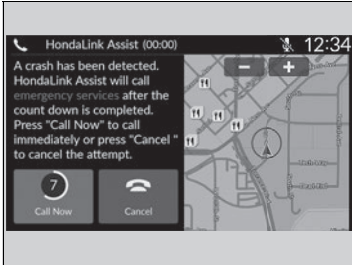 HondaLink Assist (00:00)
12:34
A crash has been detected.
HondaLink Assist will call
emergency services after the
count down is completed.
Press "Call Now" to call
immediately or press "Cancel "
to cancel the attempt.
7
Call Now
Cancel